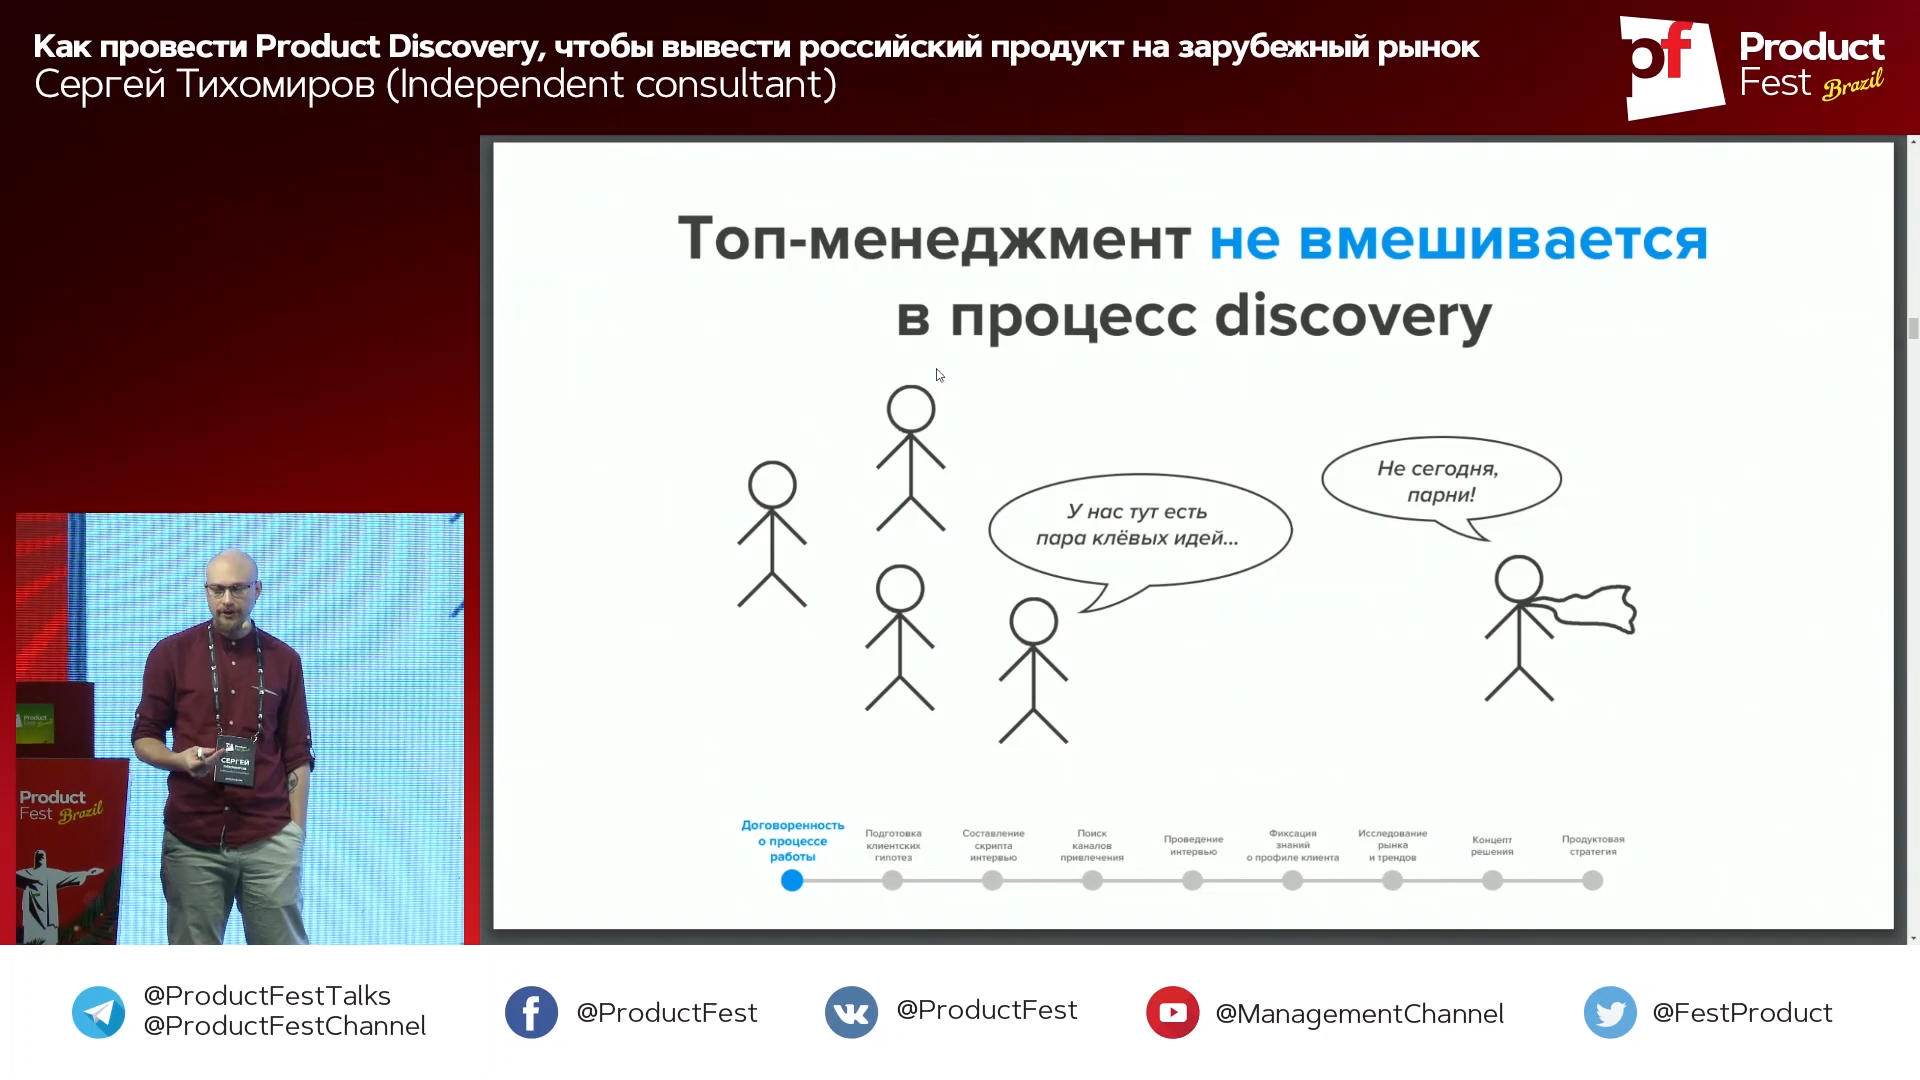 Как провести Product Discovery, чтобы вывести российский продукт на зарубежный рынок
Сергей Тихомиров (Independent consultant)
pf
Product
Fest Brazil
Топ-менеджмент не вмешивается
в процесс discovery
Не сегодня,
парни!
У нас тут есть
пара клёвых идей...
Договоренность
о процессе
работы
Подготовка
клиентских
гипотез
Составление
скрипта
интервью
Поиск
каналов
привлечения
Проведение
интервью
Фиксация
знаний
о профиле клиента
Исследование
рынка
и трендов
Концепт
решения
Продуктовая
стратегия
СЕРГЕЙ
Product
Fest Brazil
@ProductFestTalks
@ProductFestChannel
@ProductFest
@ProductFest
@ManagementChannel
@FestProduct